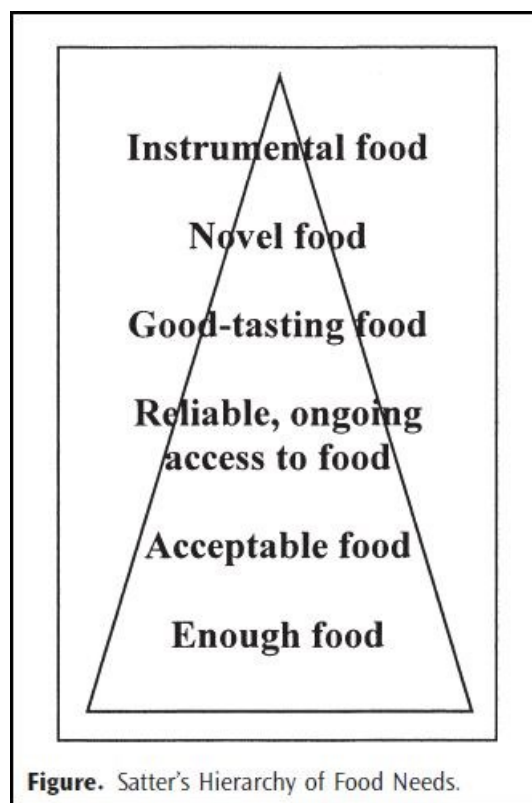 Instrumental food
Novel food
Good-tasting food
Reliable, ongoing
access to food
Acceptable food
Enough food
Figure. Satter's Hierarchy of Food Needs.